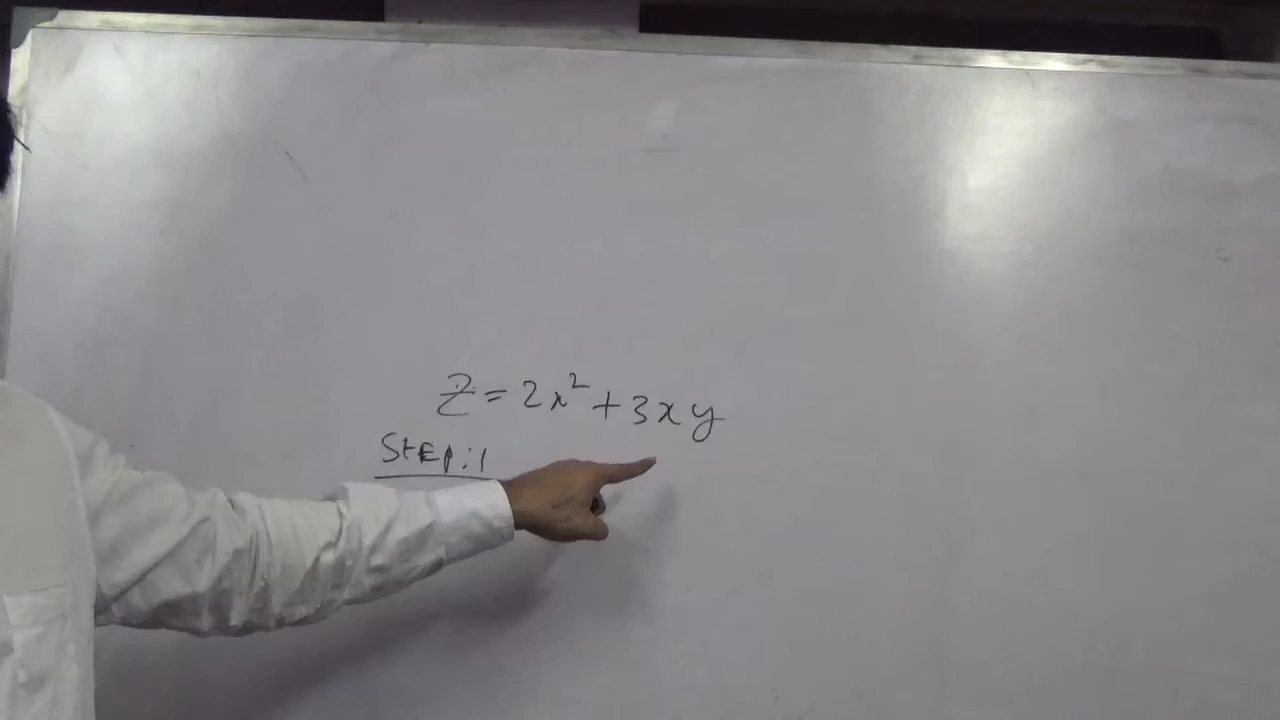 Z = 2x² + 3xy
StEp:1